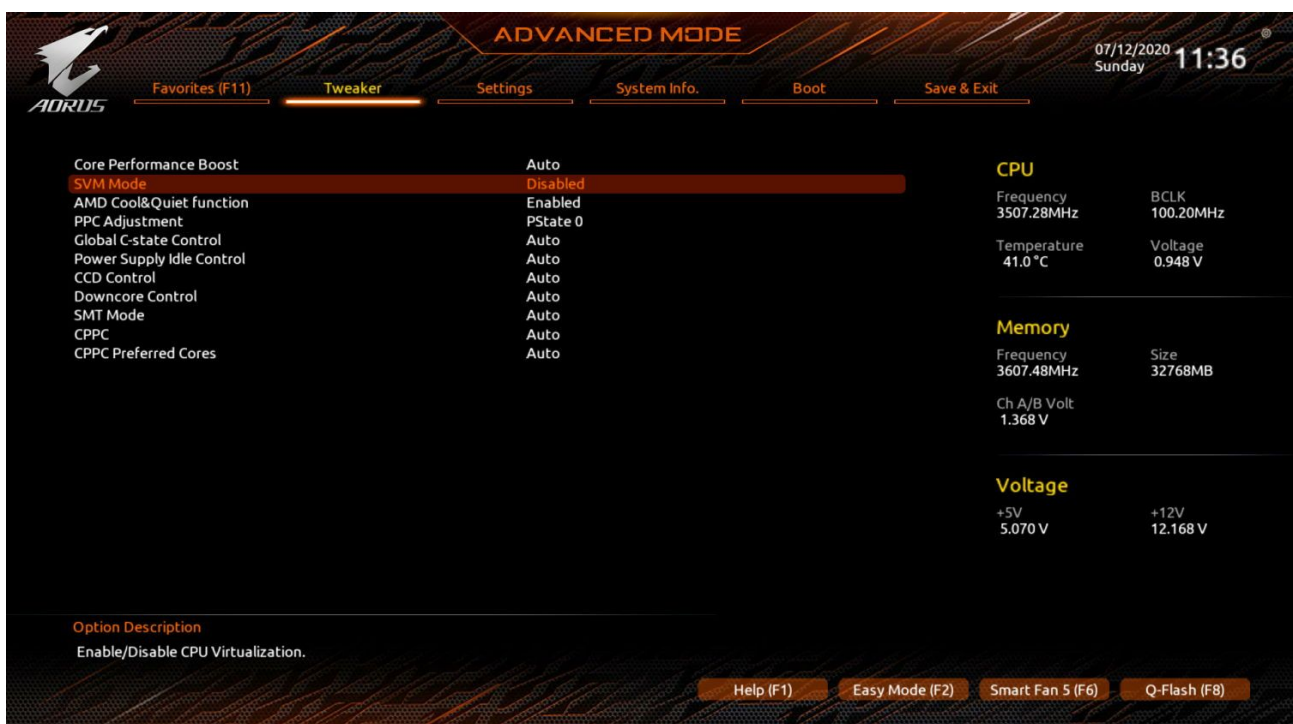 ADVANCED MODE
07/12/2020 11:36
Sunday
AORUS
Favorites (F11) Tweaker Settings System Info. Boot Save & Exit
Core Performance Boost Auto
SVM Mode Disabled
AMD Cool&Quiet function Enabled
PPC Adjustment PState 0
Global C-state Control Auto
Power Supply Idle Control Auto
CCD Control Auto
Downcore Control Auto
SMT Mode Auto
CPPC Auto
CPPC Preferred Cores Auto
CPU
Frequency BCLK
3507.28MHz 100.20MHz
Temperature Voltage
41.0 °C 0.948 V
Memory
Frequency Size
3607.48MHz 32768MB
Ch A/B Volt
1.368 V
Voltage
+5V +12V
5.070 V 12.168 V
Option Description
Enable/Disable CPU Virtualization.
Help (F1) Easy Mode (F2) Smart Fan 5 (F6) Q-Flash (F8)